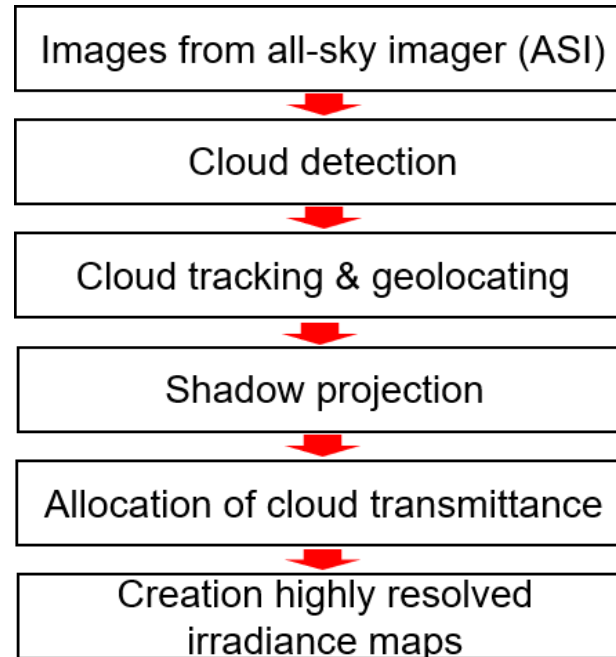 Images from all-sky imager (ASI)
Cloud detection
Cloud tracking & geolocating
Shadow projection
Allocation of cloud transmittance
Creation highly resolved
irradiance maps